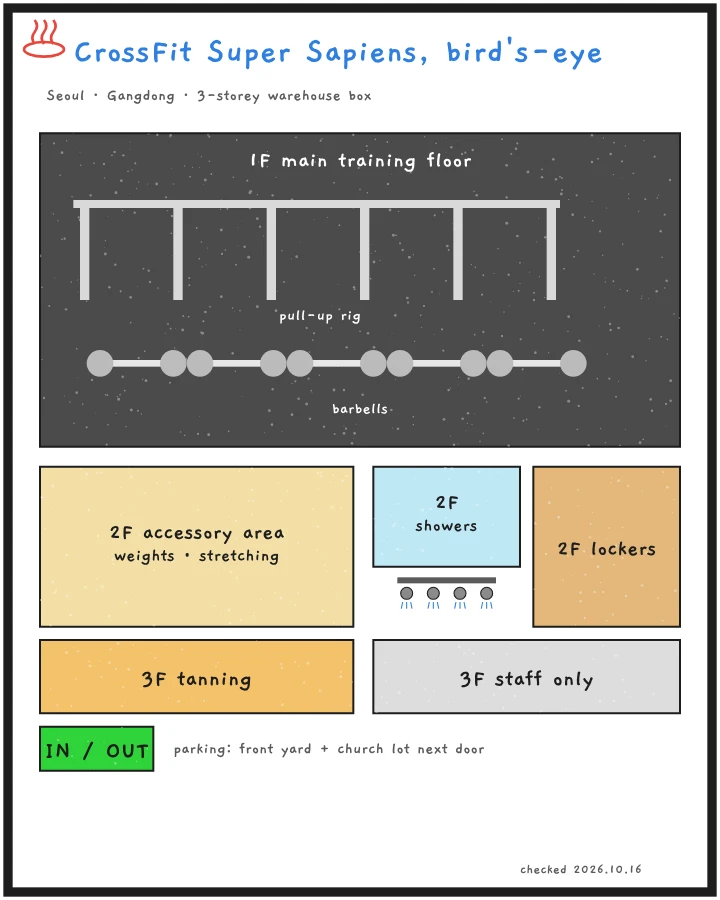 CrossFit Super Sapiens, bird's-eye
Seoul · Gangdong · 3-storey warehouse box
1F main training floor
pull-up rig
barbells
2F accessory area
weights · stretching
2F
showers
2F lockers
3F tanning
3F staff only
IN / OUT
parking: front yard + church lot next door
checked 2026.10.16